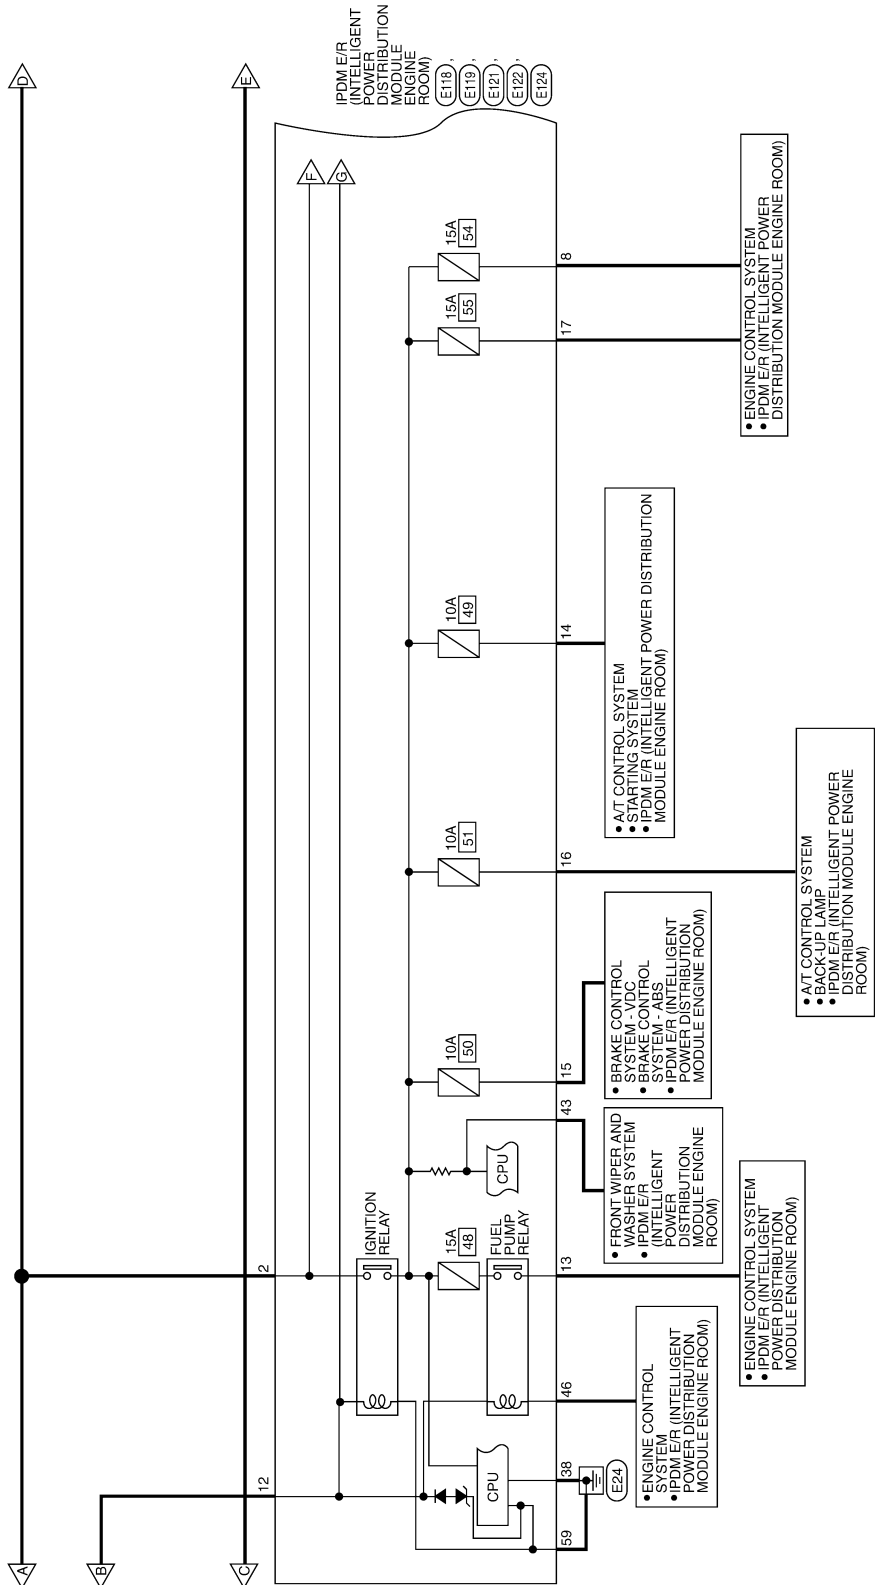 A
B
C
D
E
IPDM E/R
(INTELLIGENT
POWER
DISTRIBUTION
MODULE
ENGINE
ROOM)
E118 ,
E119 ,
E121 ,
E122 ,
E124
F
G
12
2
IGNITION
RELAY
15A
48
FUEL
PUMP
RELAY
CPU
CPU
10A
50
10A
51
10A
49
15A
55
15A
54
59
38
46
13
43
15
16
14
17
8
E24
• ENGINE CONTROL
SYSTEM
• IPDM E/R (INTELLIGENT
POWER DISTRIBUTION
MODULE ENGINE ROOM)
• ENGINE CONTROL SYSTEM
• IPDM E/R (INTELLIGENT
POWER DISTRIBUTION
MODULE ENGINE ROOM)
• FRONT WIPER AND
WASHER SYSTEM
• IPDM E/R
(INTELLIGENT
POWER
DISTRIBUTION
MODULE ENGINE
ROOM)
• BRAKE CONTROL
SYSTEM - VDC
• BRAKE CONTROL
SYSTEM - ABS
• IPDM E/R (INTELLIGENT
POWER DISTRIBUTION
MODULE ENGINE ROOM)
• A/T CONTROL SYSTEM
• BACK-UP LAMP
• IPDM E/R (INTELLIGENT POWER
DISTRIBUTION MODULE ENGINE
ROOM)
• A/T CONTROL SYSTEM
• STARTING SYSTEM
• IPDM E/R (INTELLIGENT POWER DISTRIBUTION
MODULE ENGINE ROOM)
• ENGINE CONTROL SYSTEM
• IPDM E/R (INTELLIGENT POWER
DISTRIBUTION MODULE ENGINE ROOM)